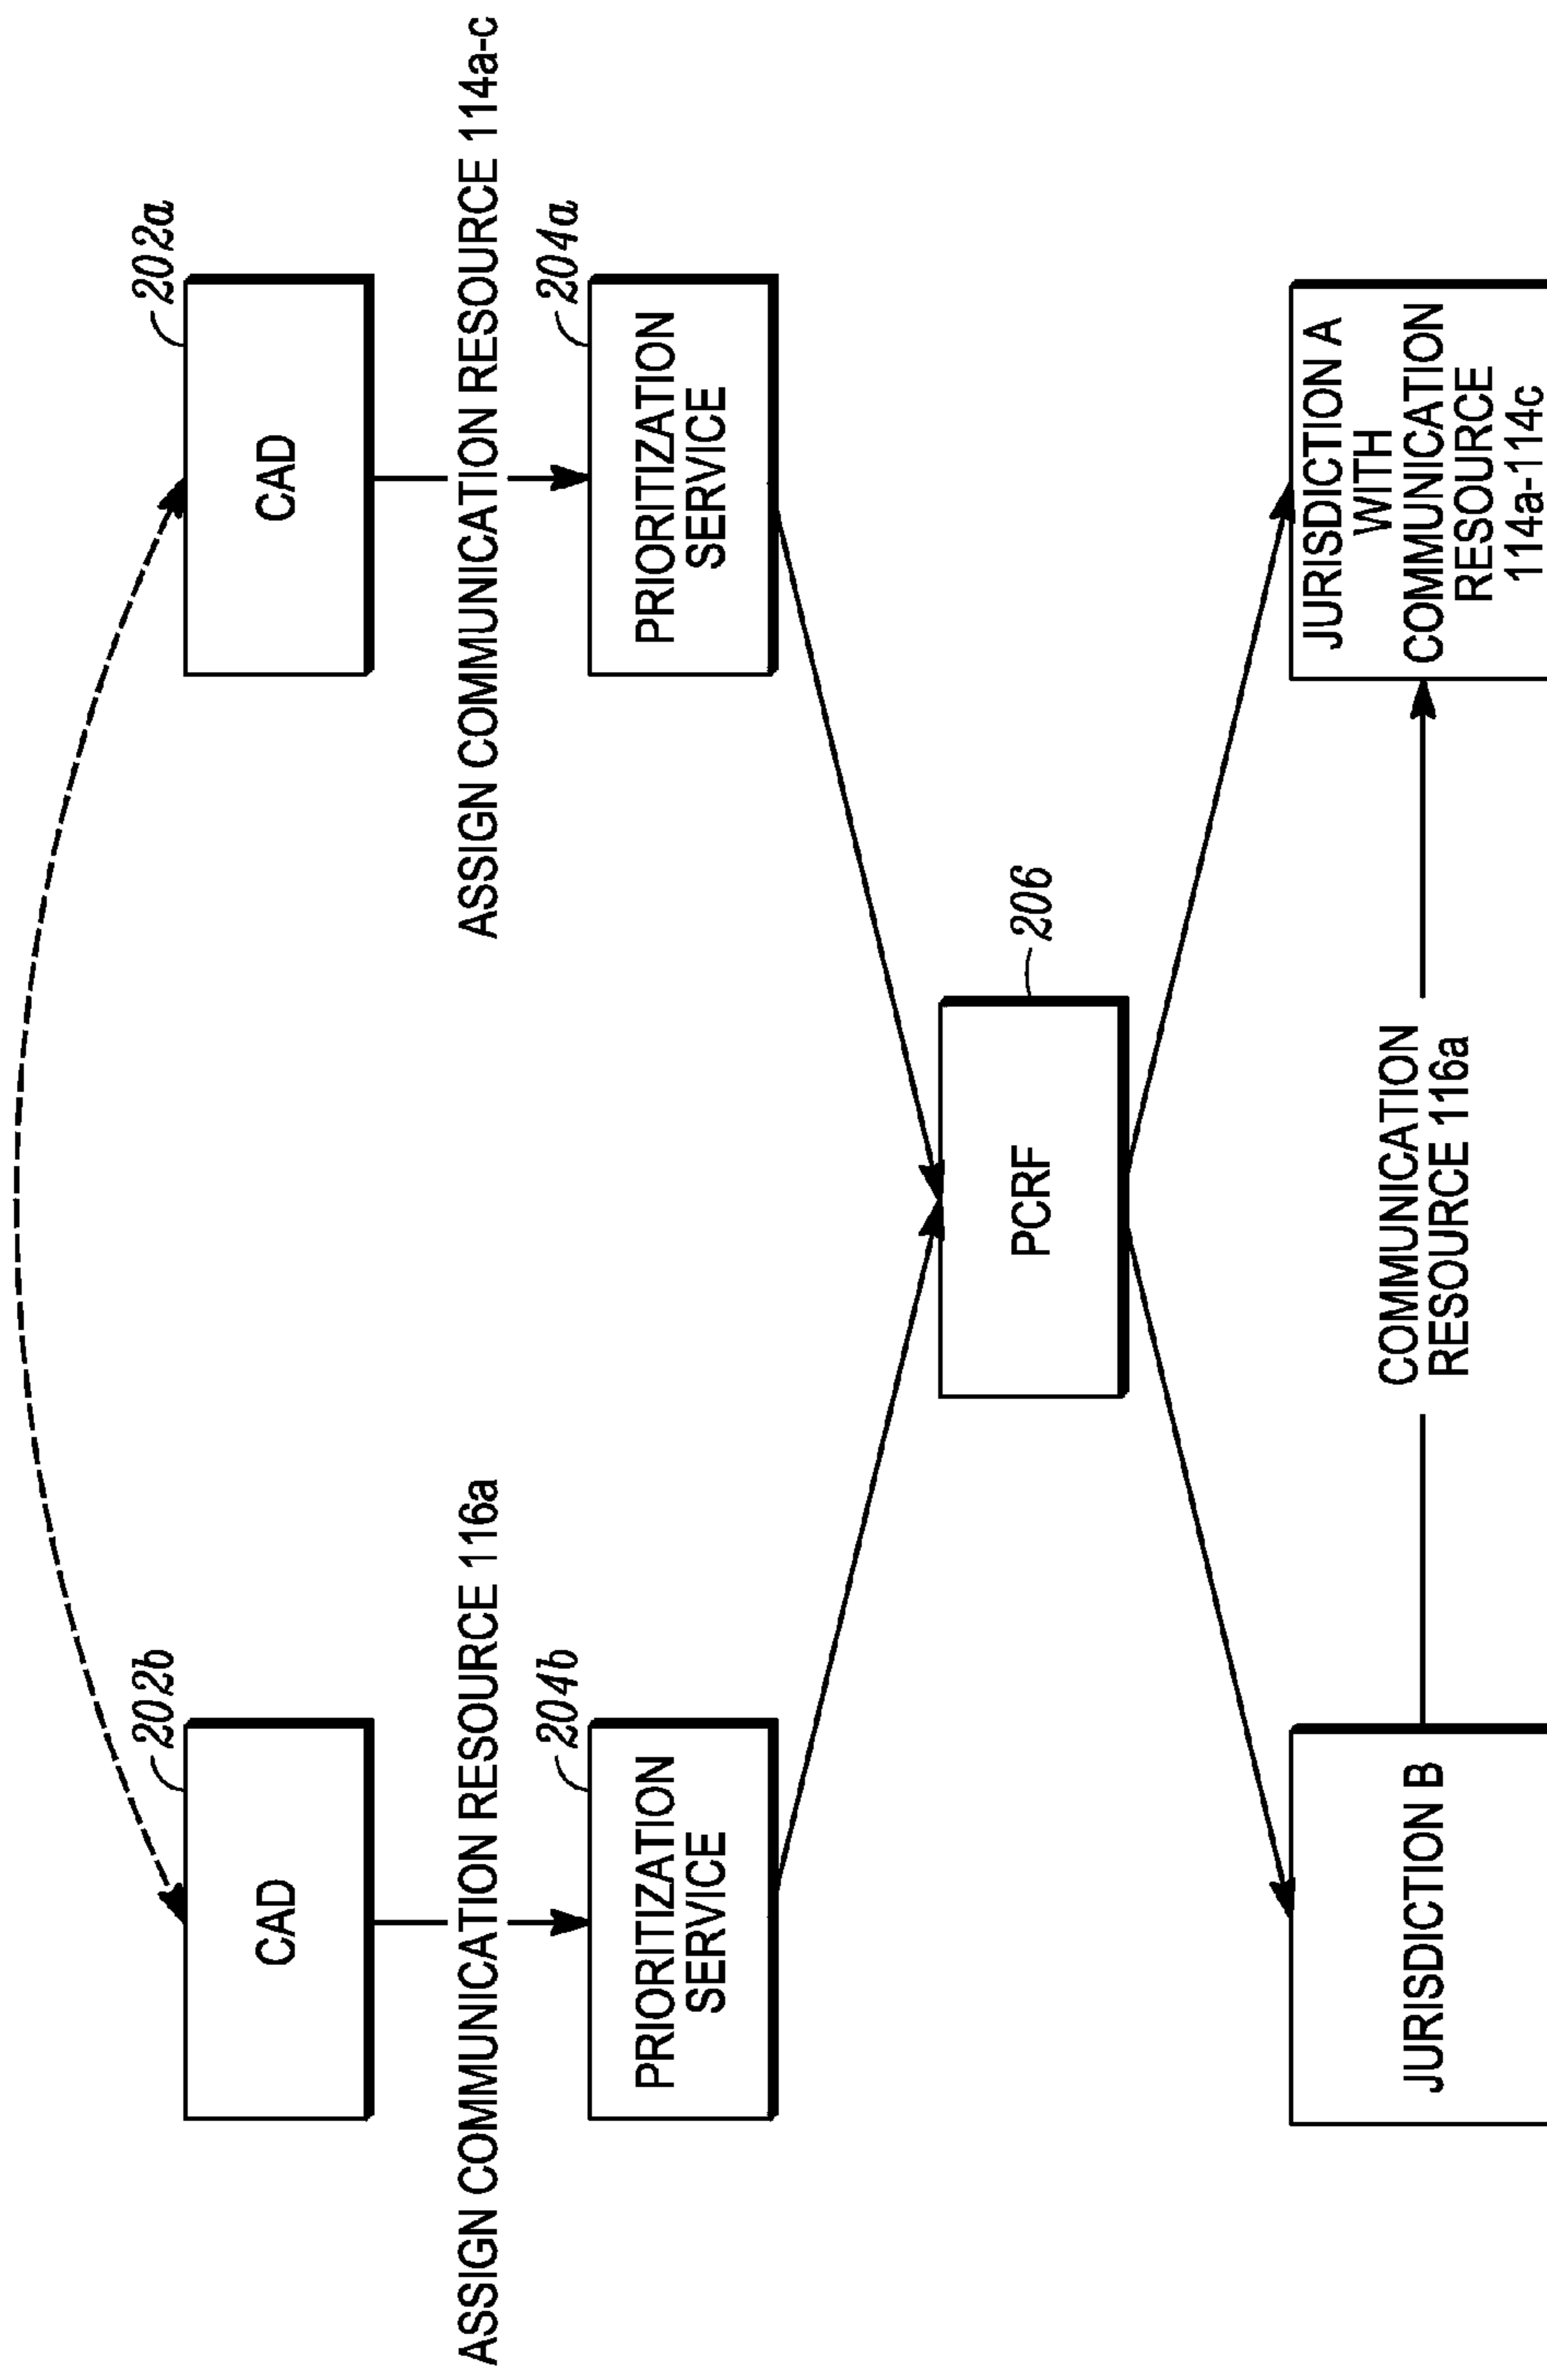 202b
CAD
202a
CAD
ASSIGN COMMUNICATION RESOURCE 116a
ASSIGN COMMUNICATION RESOURCE 114a-c
204b
PRIORITIZATION
SERVICE
204a
PRIORITIZATION
SERVICE
206
PCRF
JURISDICTION B
COMMUNICATION
RESOURCE 116a
JURISDICTION A
WITH
COMMUNICATION
RESOURCE
114a-114c